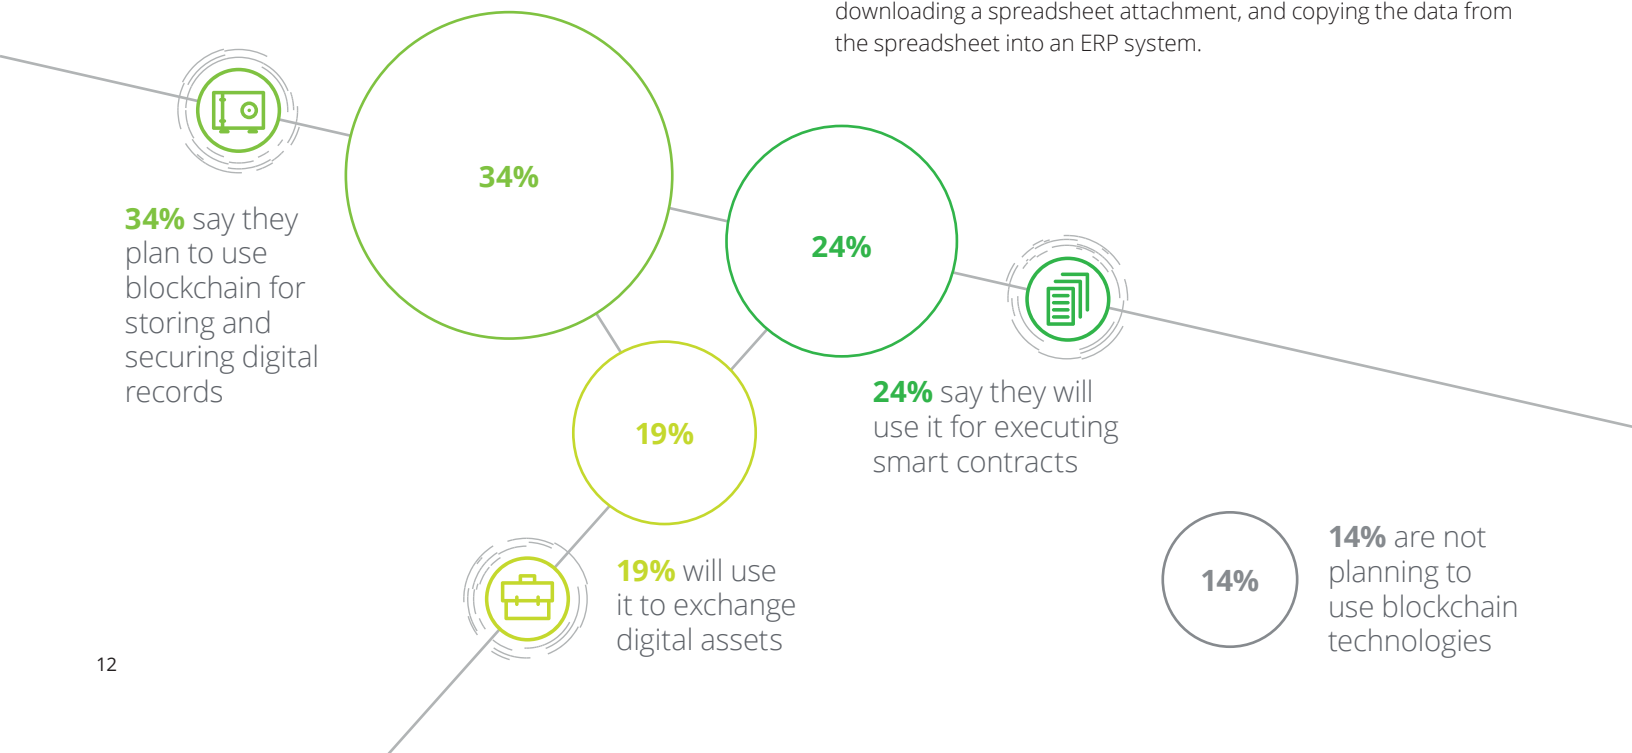 downloading a spreadsheet attachment, and copying the data from
the spreadsheet into an ERP system.
34%
34% say they
plan to use
blockchain for
storing and
securing digital
records
24%
24% say they will
use it for executing
smart contracts
19%
19% will use
it to exchange
digital assets
14%
14% are not
planning to
use blockchain
technologies
12